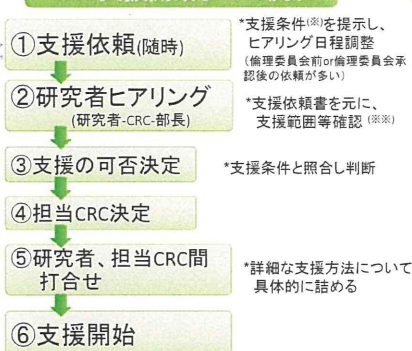 ①支援依頼(随時)
*支援条件(※)を提示し、
ヒアリング日程調整
(倫理委員会前or倫理委員会承
認後の依頼が多い)
②研究者ヒアリング
(研究者-CRC-部長)
*支援依頼書を元に、
支援範囲等確認(※※)
③支援の可否決定
*支援条件と照合し判断
④担当CRC決定
⑤研究者、担当CRC間
打合せ
*詳細な支援方法について
具体的に詰める
⑥支援開始